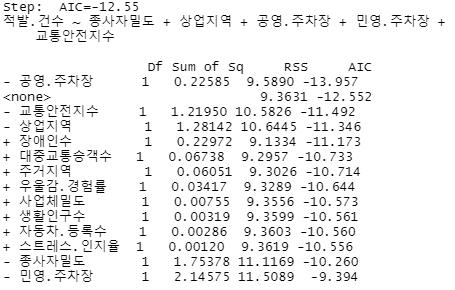 Step:  AIC=-12.55
적발.건수 ~ 종사자밀도 + 상업지역 + 공영.주차장 + 민영.주차장 +
    교통안전지수

                  Df Sum of Sq     RSS     AIC
- 공영.주차장      1   0.22585  9.5890 -13.957
<none>                          9.3631 -12.552
- 교통안전지수     1   1.21950 10.5826 -11.492
- 상업지역         1   1.28142 10.6445 -11.346
+ 장애인수         1   0.22972  9.1334 -11.173
+ 대중교통승객수   1   0.06738  9.2957 -10.733
+ 주거지역         1   0.06051  9.3026 -10.714
+ 우울감.경험률    1   0.03417  9.3289 -10.644
+ 사업체밀도       1   0.00755  9.3556 -10.573
+ 생활인구수       1   0.00319  9.3599 -10.561
+ 자동차.등록수    1   0.00286  9.3603 -10.560
+ 스트레스.인지율  1   0.00120  9.3619 -10.556
- 종사자밀도       1   1.75378 11.1169 -10.260
- 민영.주차장      1   2.14575 11.5089  -9.394